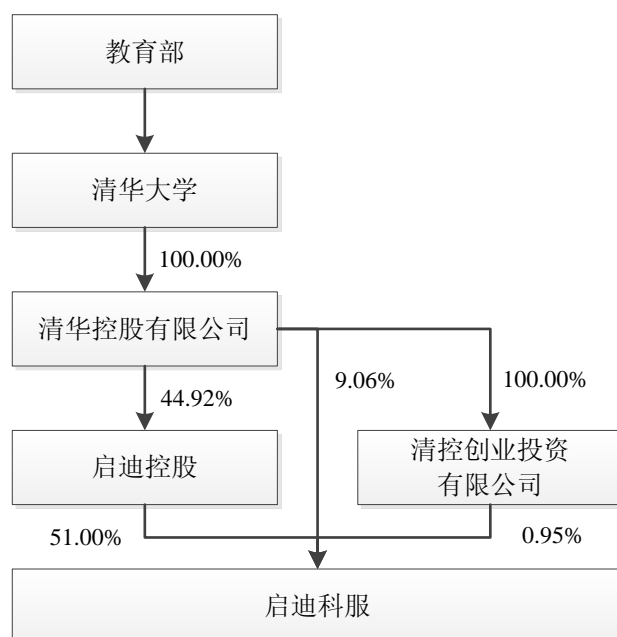 教育部
清华大学
100.00%
清华控股有限公司
9.06%
100.00%
44.92%
启迪控股
清控创业投资
有限公司
51.00%
0.95%
启迪科服